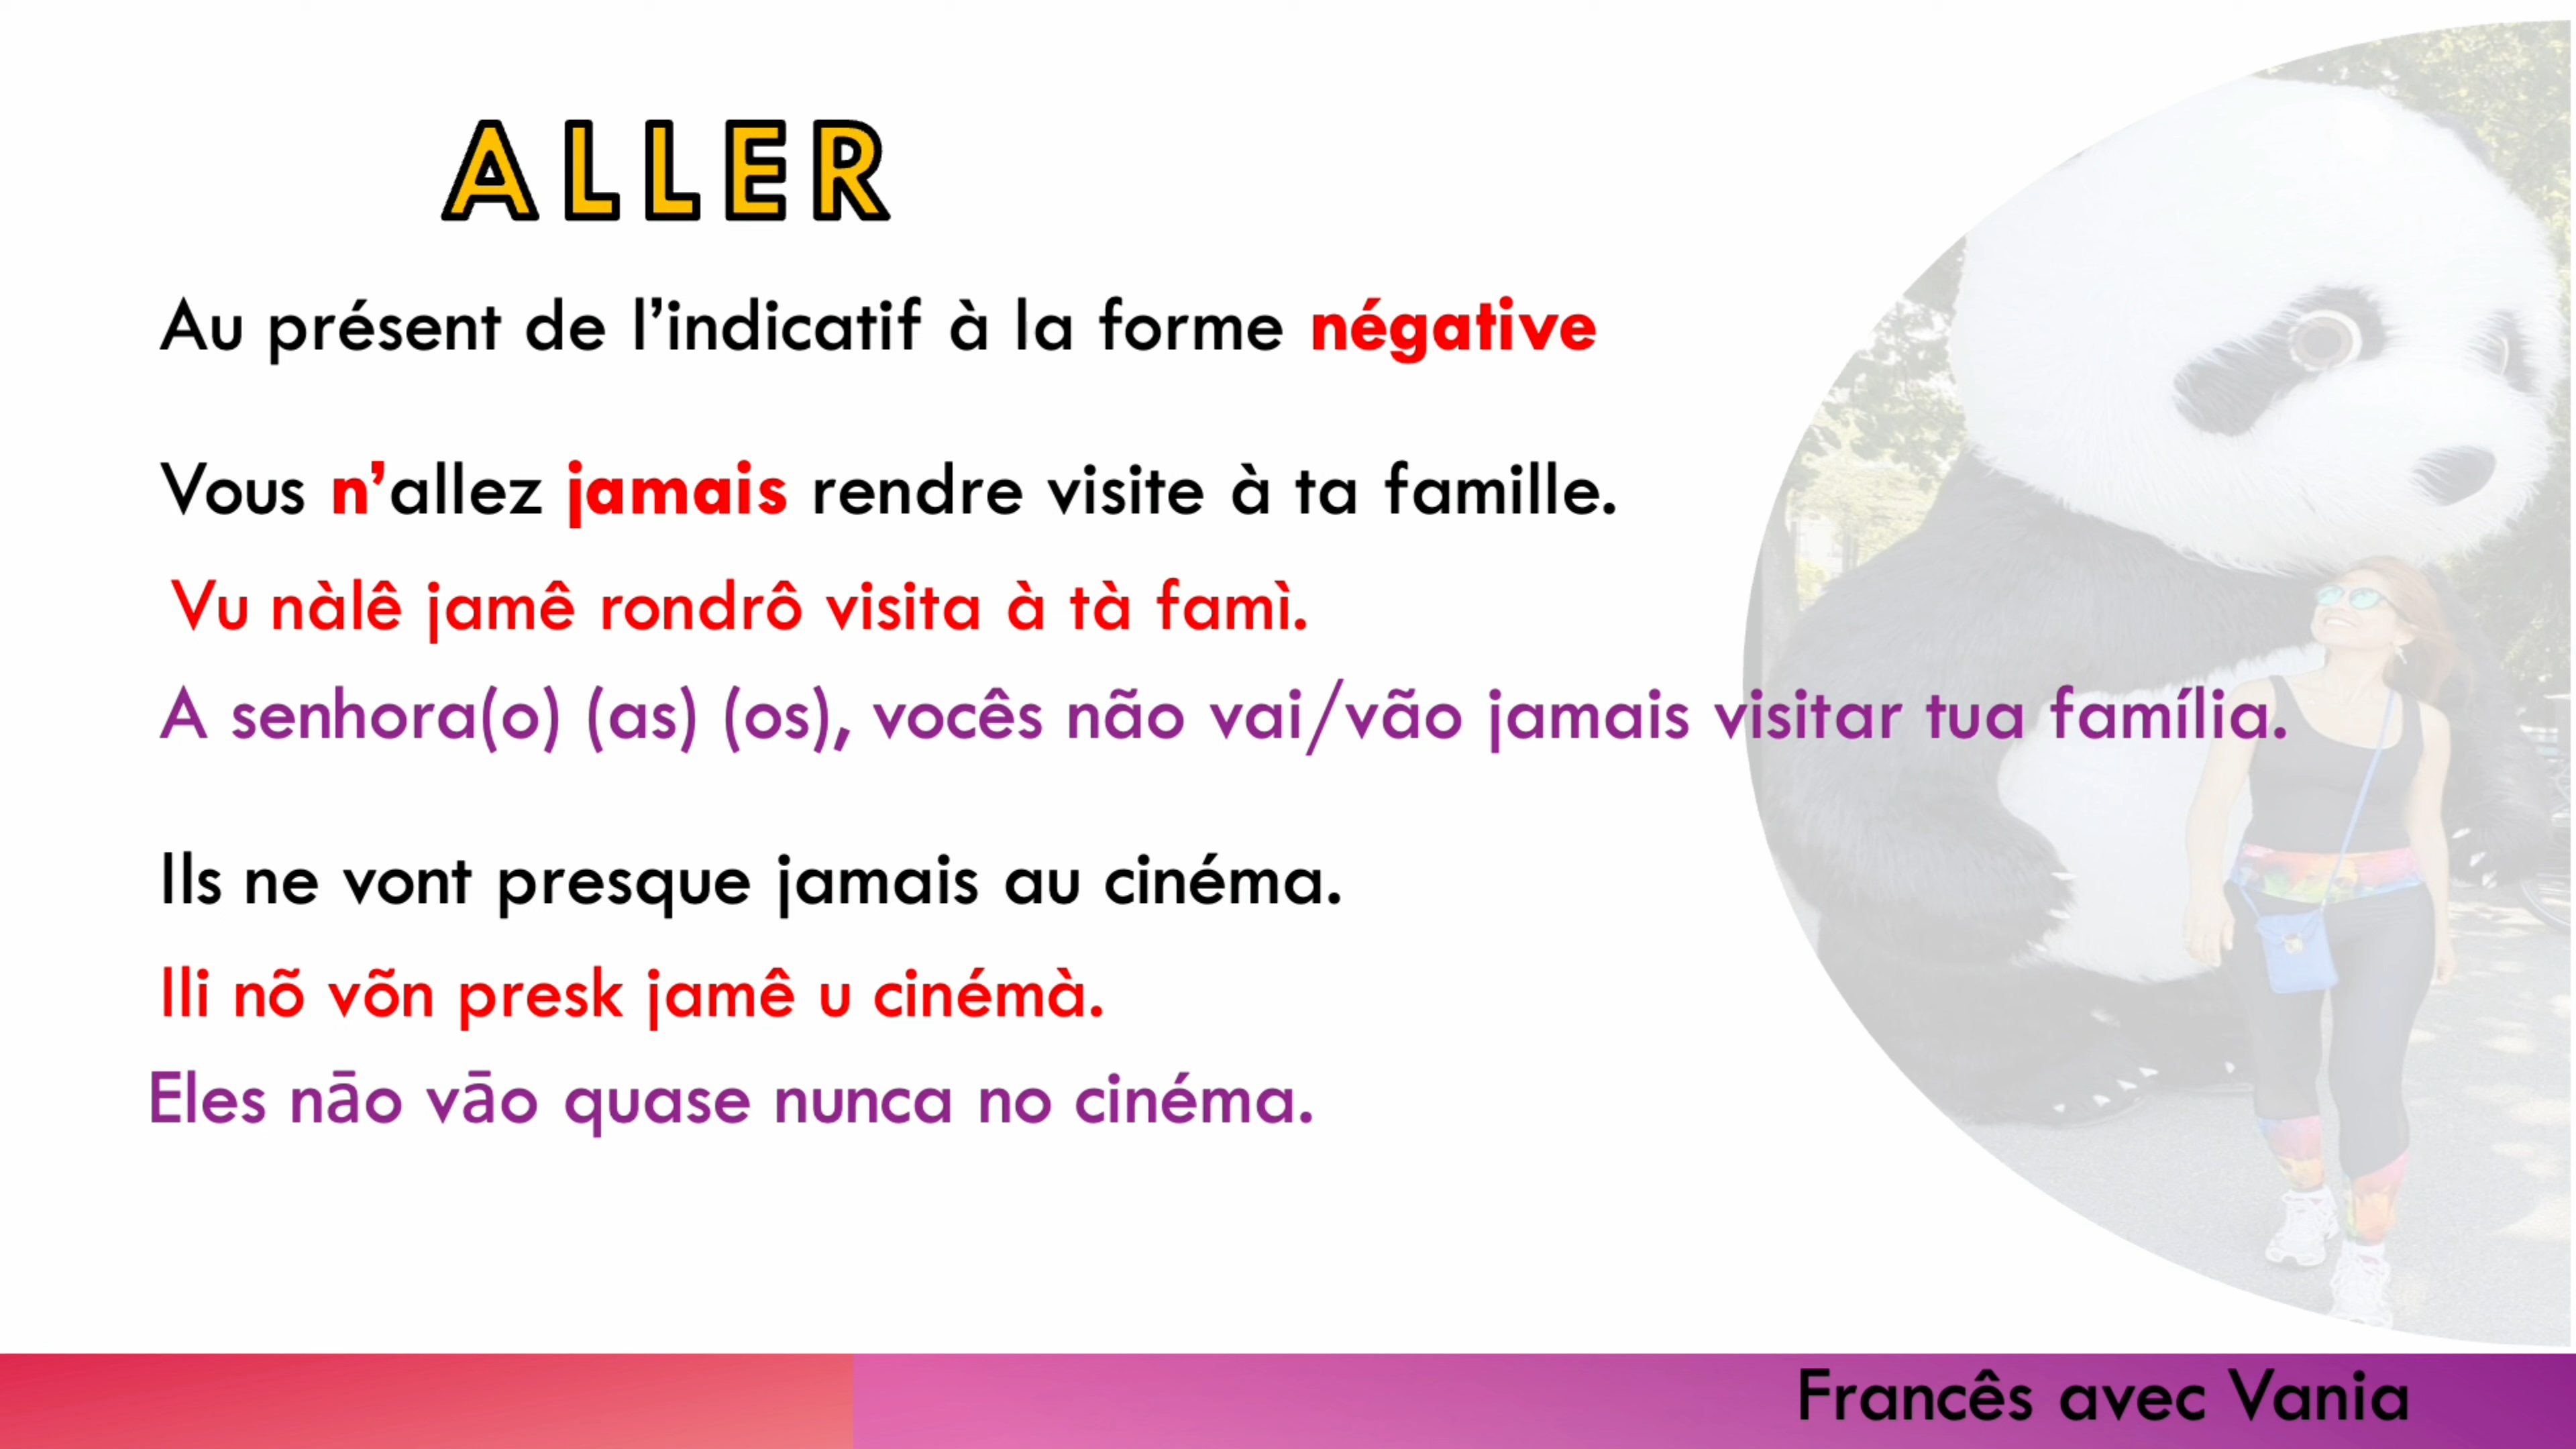 ALLER
Au présent de l’indicatif à la forme négative
Vous n’allez jamais rendre visite à ta famille.
Vu nàlê jamê rondrô visita à tà famì.
A senhora(o) (as) (os), vocês não vai/vão jamais visitar tua família.
Ils ne vont presque jamais au cinéma.
Ili nõ võn presk jamê u cinémà.
Eles nāo vāo quase nunca no cinéma.
Francês avec Vania